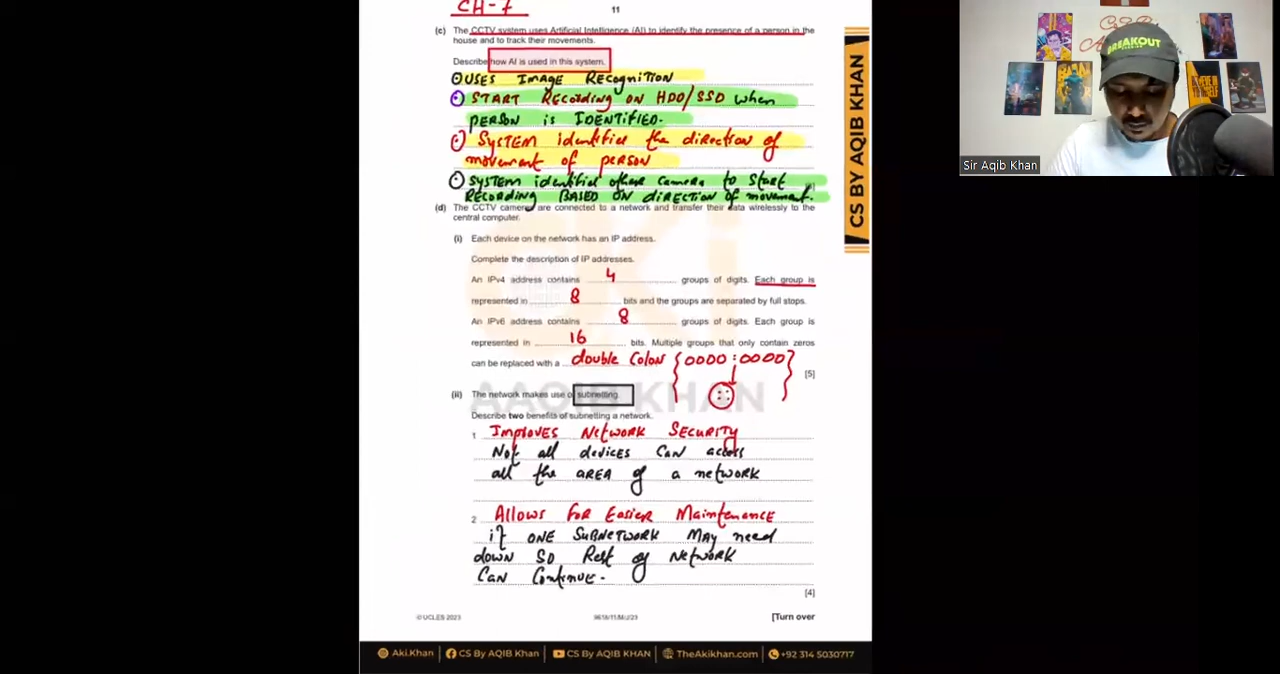 CH-7
11
(c) The CCTV system uses Artificial Intelligence (AI) to identify the presence of a person in the
house and to track their movements.
Describe how AI is used in this system.
USES IMAGE RECOGNITION
START RECORDING ON HDD/SSD when
PERSON is IDENTIFIED.
SYSTEM identified the direction of
movement of person
SYSTEM identified other camera to start
RECORDING BASED ON direction of movement.
(d) The CCTV cameras are connected to a network and transfer their data wirelessly to the
central computer.
(i) Each device on the network has an IP address.
Complete the description of IP addresses.
An IPv4 address contains 4 groups of digits. Each group is
represented in 8 bits and the groups are separated by full stops.
An IPv6 address contains 8 groups of digits. Each group is
represented in 16 bits. Multiple groups that only contain zeros
can be replaced with a double Colon {0000:0000}
::
[5]
AAQIB KHAN
(ii) The network makes use of subnetting.
Describe two benefits of subnetting a network.
1 IMPROVES NETWORK SECURITY
Not all devices CAN access
all the AREA of a network
2 Allows FOR Easier Maintenance
if ONE SUBNETWORK MAY need
down SO Rest of Network
CAN Continue.
[4]
© UCLES 2023
9618/11/M/J/23
[Turn over
Aki.Khan
CS By AQIB Khan
CS By AQIB KHAN
TheAkikhan.com
+92 314 5030717
CS BY AQIB KHAN
BREAKOUT
Sir Aqib Khan